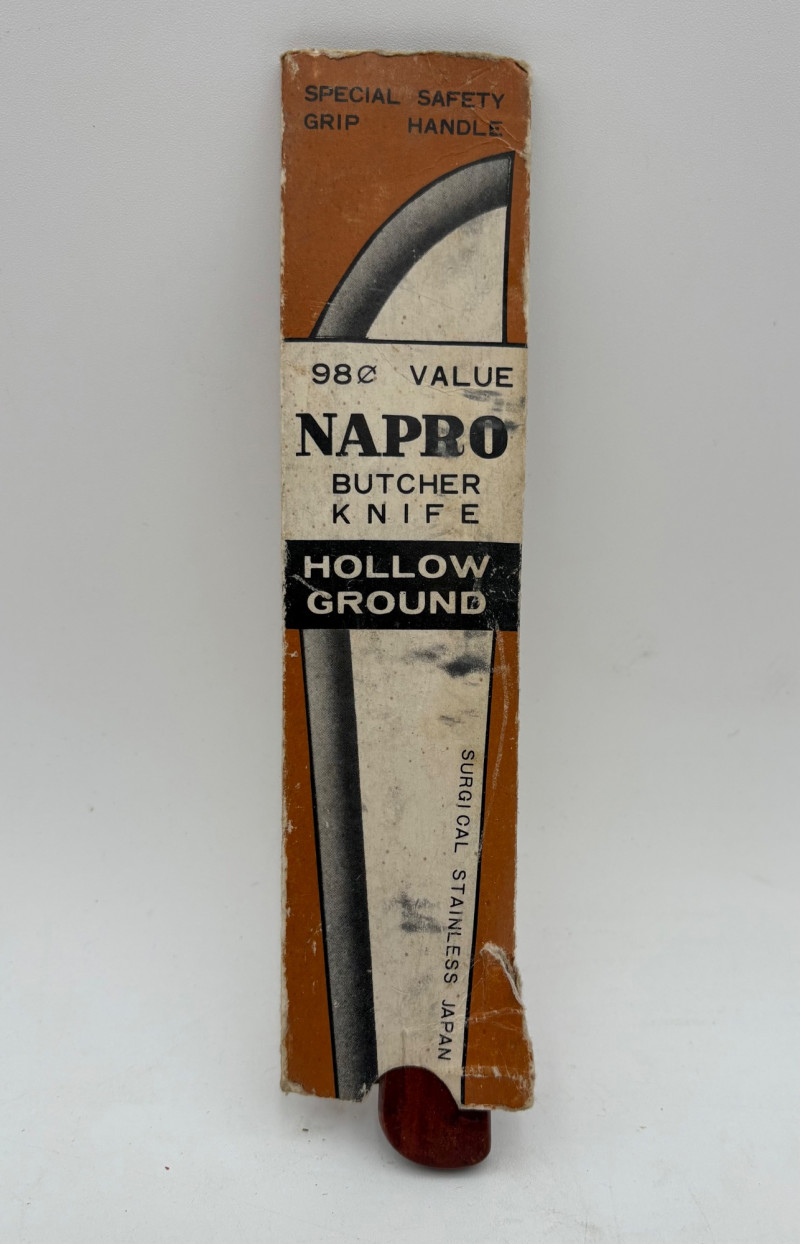 SPECIAL SAFETY
GRIP HANDLE
98¢ VALUE
NAPRO
BUTCHER
KNIFE
HOLLOW
GROUND
SURGICAL STAINLESS JAPAN